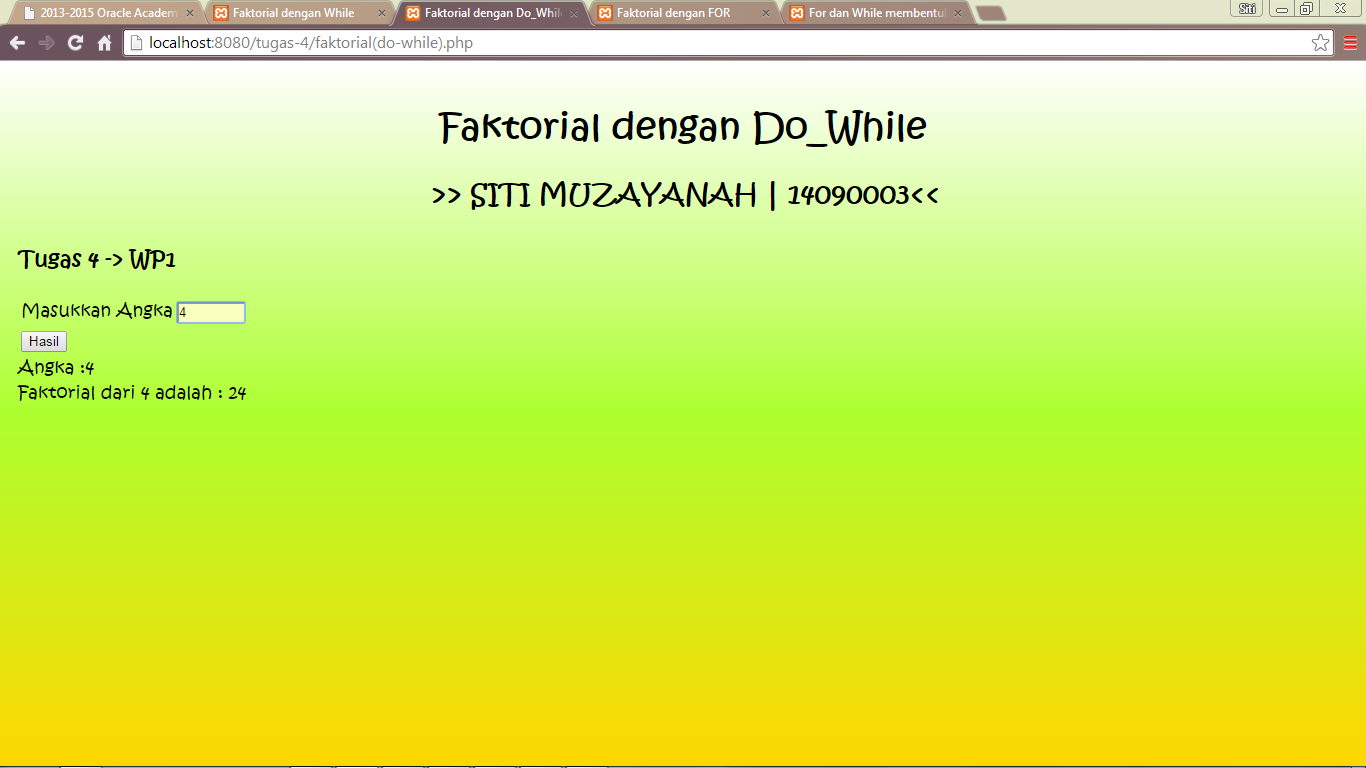 2013-2015 Oracle Academ
Faktorial dengan While
Faktorial dengan Do_Whil
Faktorial dengan FOR
For dan While membentu
Siti
localhost:8080/tugas-4/faktorial(do-while).php
Faktorial dengan Do_While
>> SITI MUZAYANAH | 14090003<<
Tugas 4 -> WP1
Masukkan Angka 4
Hasil
Angka :4
Faktorial dari 4 adalah : 24